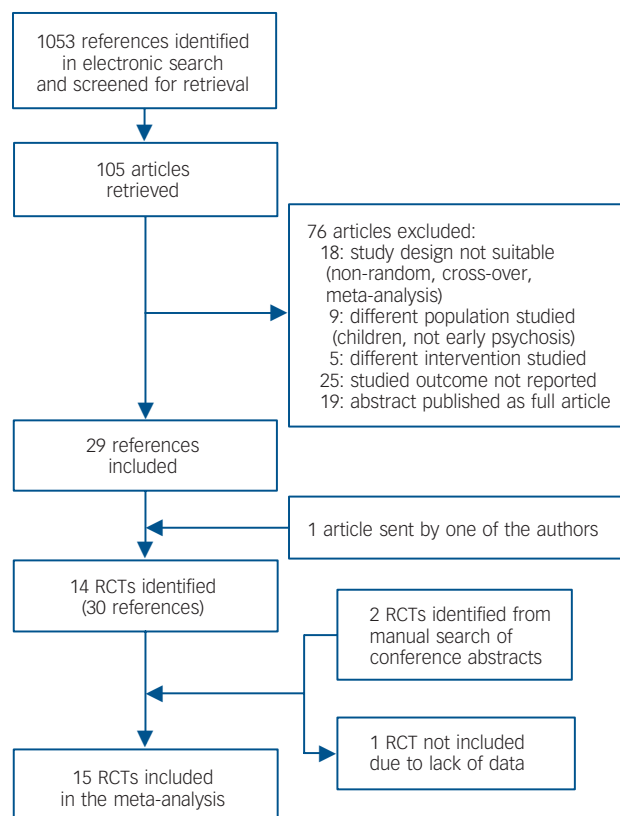 1053 references identified
in electronic search
and screened for retrieval
105 articles
retrieved
76 articles excluded:
18: study design not suitable
(non-random, cross-over,
meta-analysis)
9: different population studied
(children, not early psychosis)
5: different intervention studied
25: studied outcome not reported
19: abstract published as full article
29 references
included
1 article sent by one of the authors
14 RCTs identified
(30 references)
2 RCTs identified from
manual search of
conference abstracts
1 RCT not included
due to lack of data
15 RCTs included
in the meta-analysis